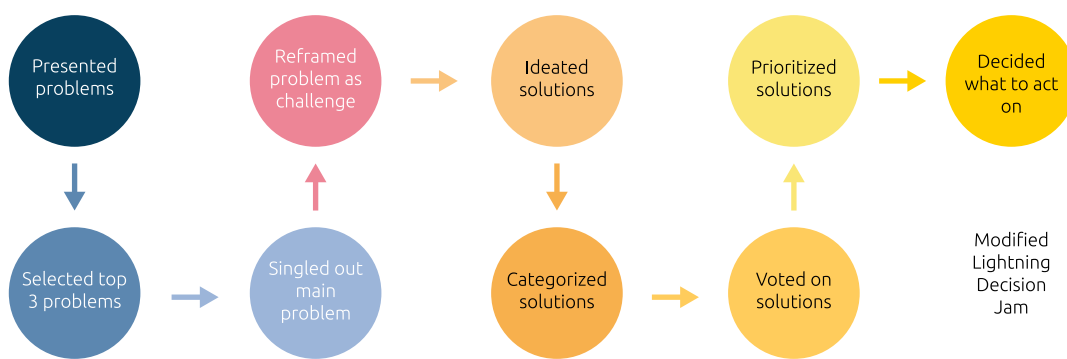 Presented
problems
Selected top
3 problems
Singled out
main
problem
Reframed
problem as
challenge
Ideated
solutions
Categorized
solutions
Voted on
solutions
Prioritized
solutions
Decided
what to act
on
Modified
Lightning
Decision
Jam